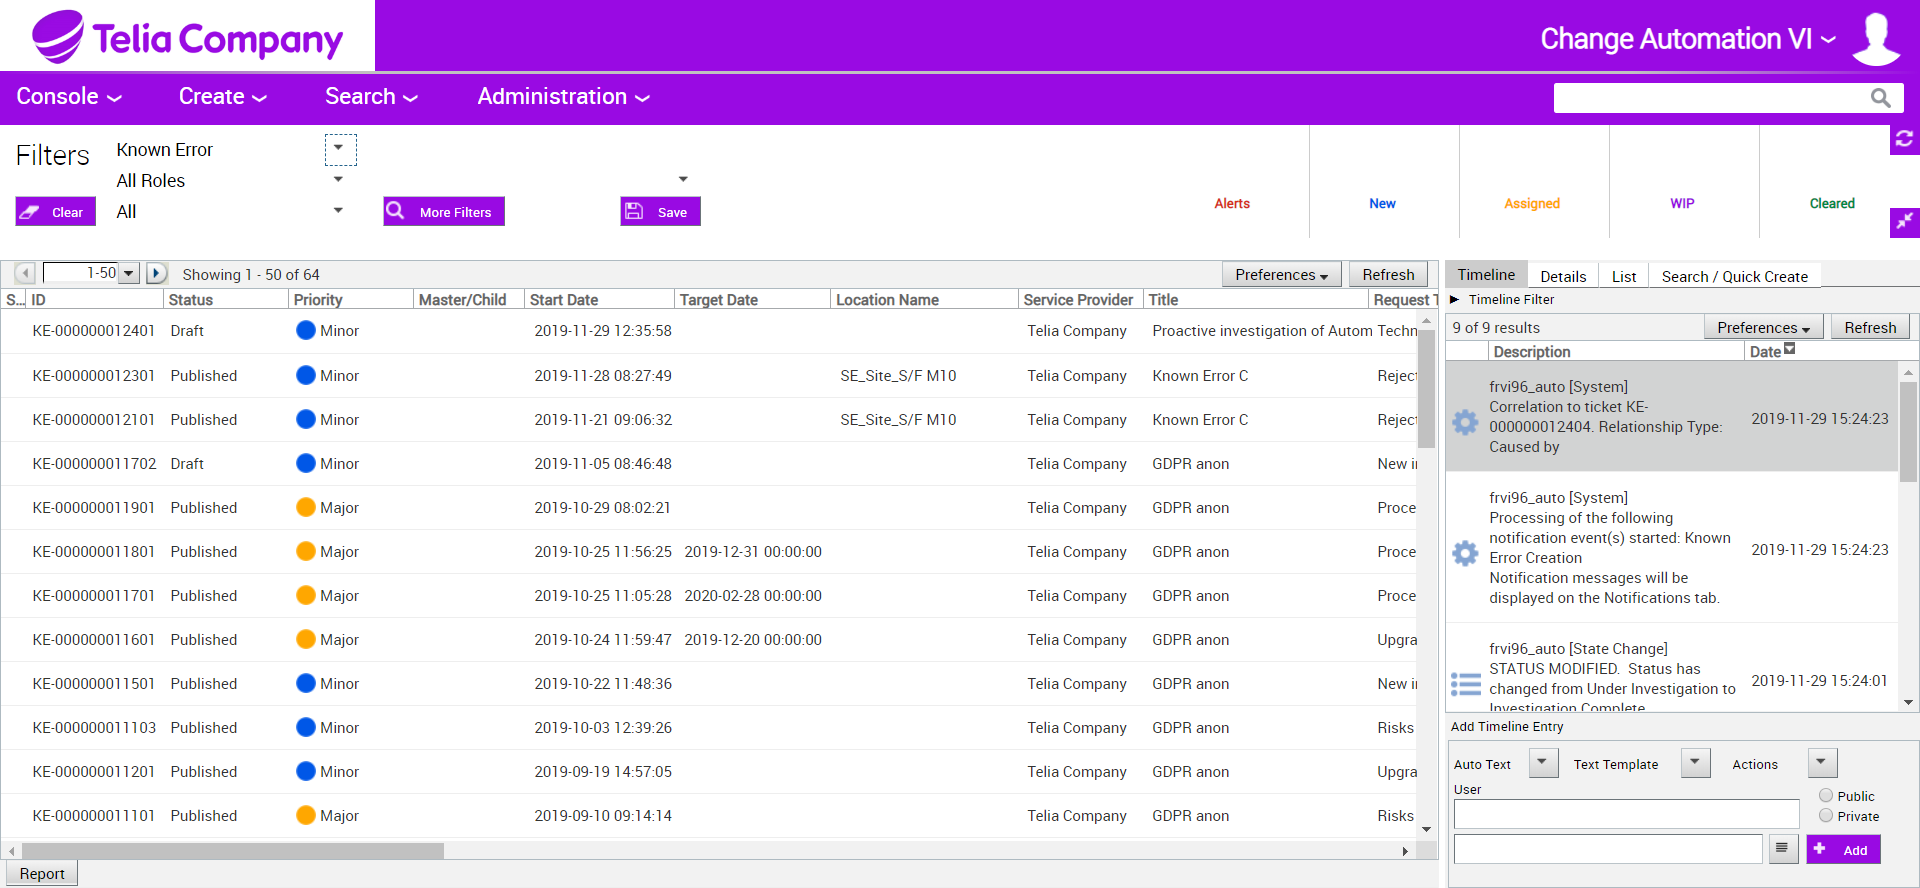 Telia Company
Change Automation VI
Console Create Search Administration
Filters
Known Error
All Roles
All
Clear
More Filters
Save
Alerts New Assigned WIP Cleared
1-50
Showing 1 - 50 of 64
Preferences Refresh
S... ID Status Priority Master/Child Start Date Target Date Location Name Service Provider Title Request T
KE-000000012401 Draft Minor 2019-11-29 12:35:58 Telia Company Proactive investigation of Autom Techn
KE-000000012301 Published Minor 2019-11-28 08:27:49 SE_Site_S/F M10 Telia Company Known Error C Reject
KE-000000012101 Published Minor 2019-11-21 09:06:32 SE_Site_S/F M10 Telia Company Known Error C Reject
KE-000000011702 Draft Minor 2019-11-05 08:46:48 Telia Company GDPR anon New i
KE-000000011901 Published Major 2019-10-29 08:02:21 Telia Company GDPR anon Proce
KE-000000011801 Published Major 2019-10-25 11:56:25 2019-12-31 00:00:00 Telia Company GDPR anon Proce
KE-000000011701 Published Major 2019-10-25 11:05:28 2020-02-28 00:00:00 Telia Company GDPR anon Proce
KE-000000011601 Published Major 2019-10-24 11:59:47 2019-12-20 00:00:00 Telia Company GDPR anon Upgra
KE-000000011501 Published Minor 2019-10-22 11:48:36 Telia Company GDPR anon New i
KE-000000011103 Published Minor 2019-10-03 12:39:26 Telia Company GDPR anon Risks
KE-000000011201 Published Minor 2019-09-19 14:57:05 Telia Company GDPR anon Upgra
KE-000000011101 Published Major 2019-09-10 09:14:14 Telia Company GDPR anon Risks
Report
Timeline Details List Search / Quick Create
Timeline Filter
9 of 9 results
Preferences Refresh
Description Date
frvi96_auto [System]
Correlation to ticket KE-
000000012404. Relationship Type:
Caused by
2019-11-29 15:24:23
frvi96_auto [System]
Processing of the following
notification event(s) started: Known
Error Creation
Notification messages will be
displayed on the Notifications tab.
2019-11-29 15:24:23
frvi96_auto [State Change]
STATUS MODIFIED. Status has
changed from Under Investigation to
Investigation Complete
2019-11-29 15:24:01
Add Timeline Entry
Auto Text Text Template Actions
User
Public
Private
Add